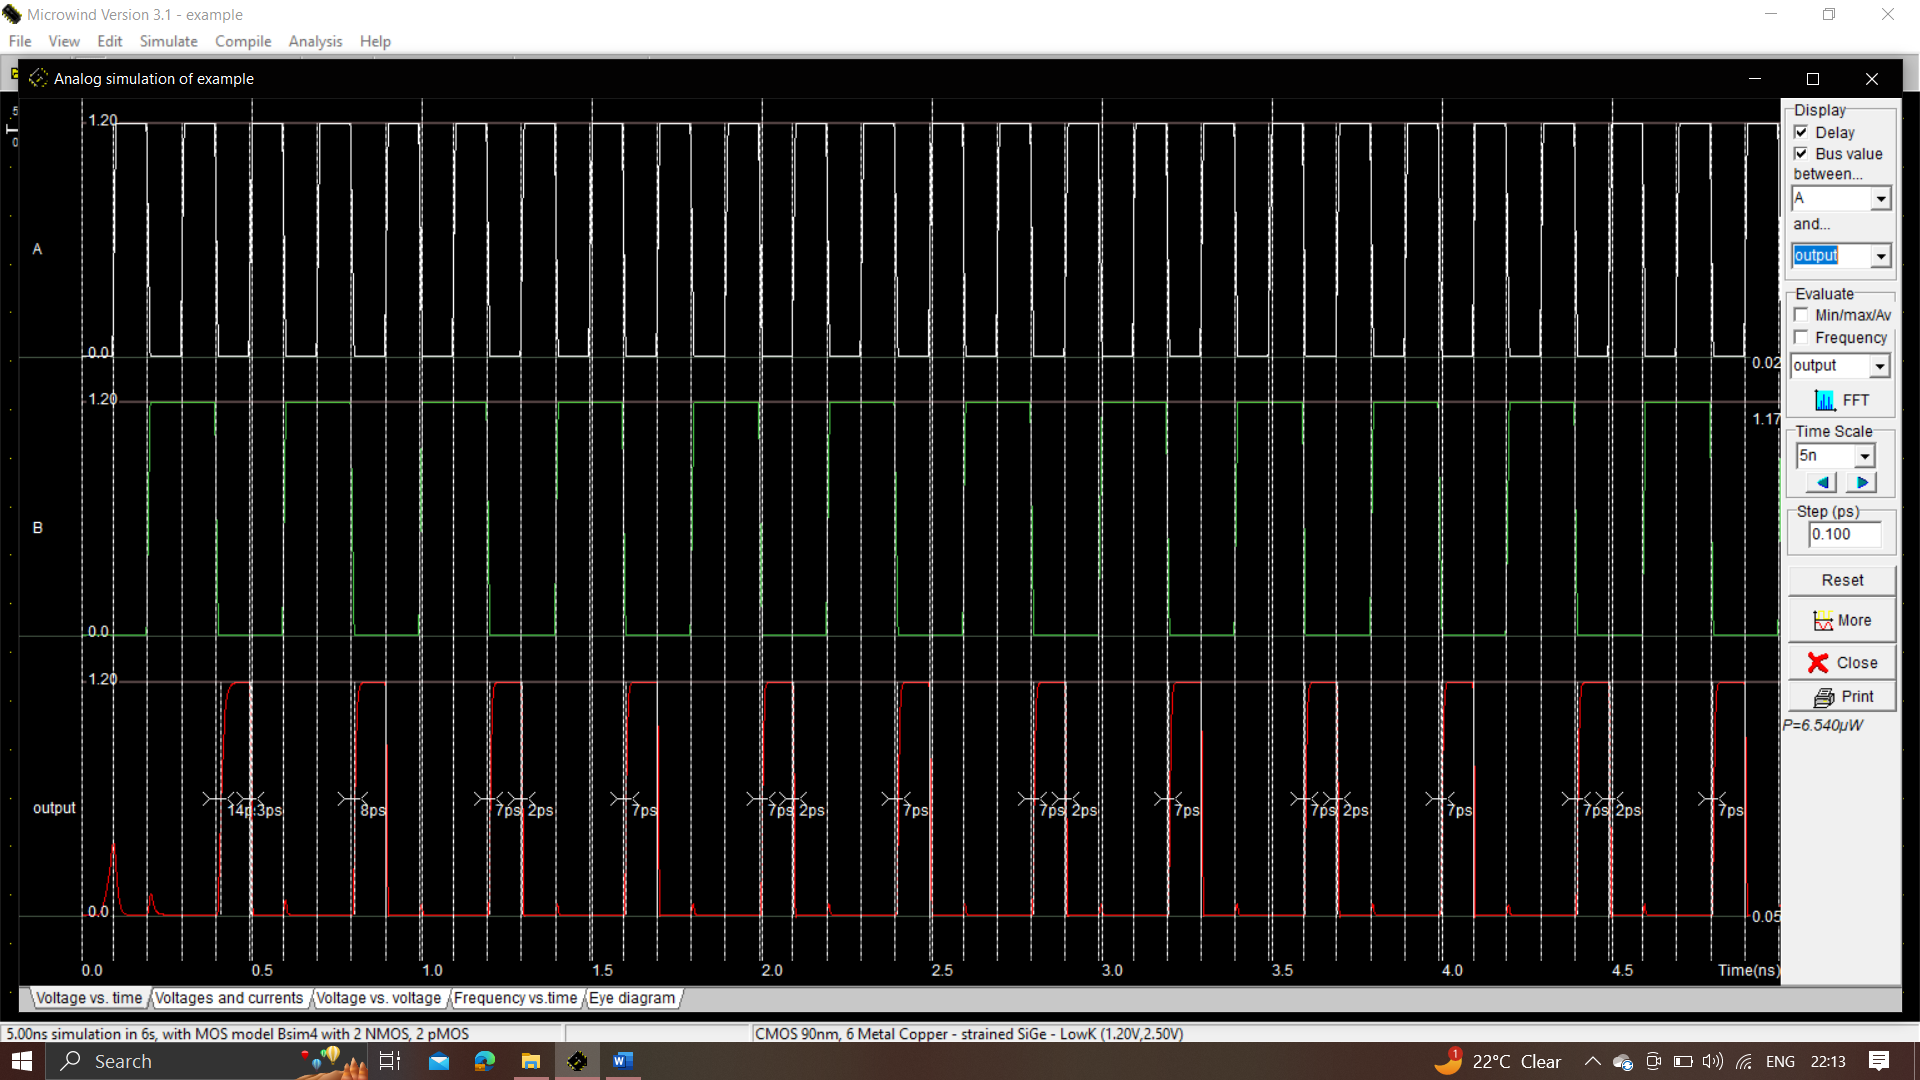 Microwind Version 3.1 - example
File View Edit Simulate Compile Analysis Help
Analog simulation of example
1.20
A
0.0
0.02
1.20
1.17
B
0.0
1.20
output
14p 3ps 8ps 7ps 2ps 7ps 7ps 2ps 7ps 7ps 2ps 7ps 7ps 2ps 7ps 7ps 2ps 7ps
0.0
0.05
0.0 0.5 1.0 1.5 2.0 2.5 3.0 3.5 4.0 4.5 Time(ns)
Display
Delay
Bus value
between...
A
and...
output
Evaluate
Min/max/Av
Frequency
output
FFT
Time Scale
5n
Step (ps)
0.100
Reset
More
Close
Print
P=6.540µW
Voltage vs. time Voltages and currents Voltage vs. voltage Frequency vs.time Eye diagram
5.00ns simulation in 6s, with MOS model Bsim4 with 2 NMOS, 2 pMOS
CMOS 90nm, 6 Metal Copper - strained SiGe - LowK (1.20V,2.50V)
Search
1
22°C Clear
ENG
22:13